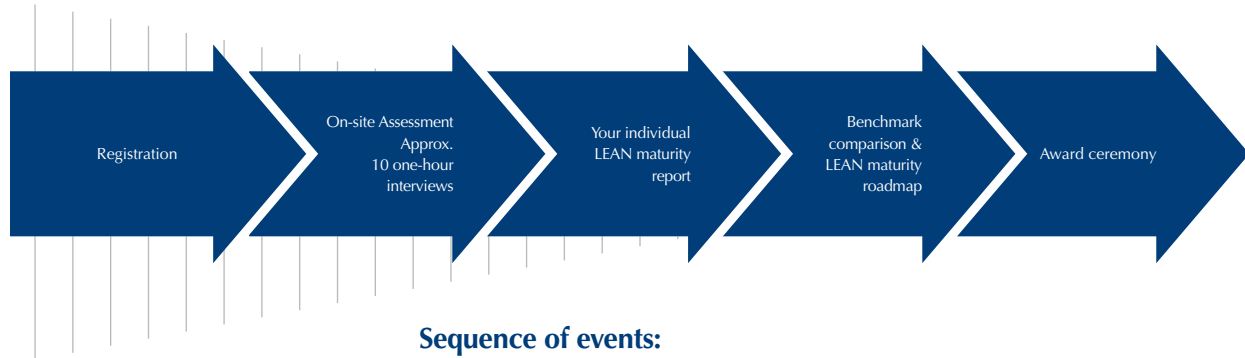 Registration
On-site Assessment
Approx.
10 one-hour
interviews
Your individual
LEAN maturity
report
Benchmark
comparison &
LEAN maturity
roadmap
Award ceremony
Sequence of events: